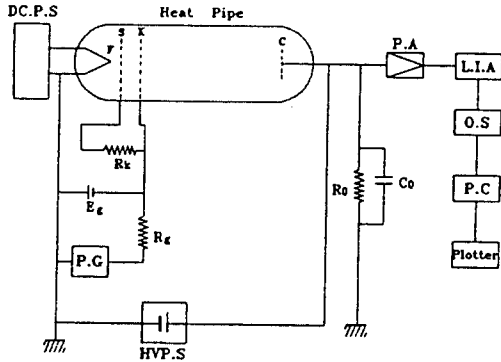 DC.P.S
Heat Pipe
F
S
K
C
P.A
L.I.A
O.S
P.C
Plotter
Rk
Eg
Rg
P.G
R0
C0
HVP.S